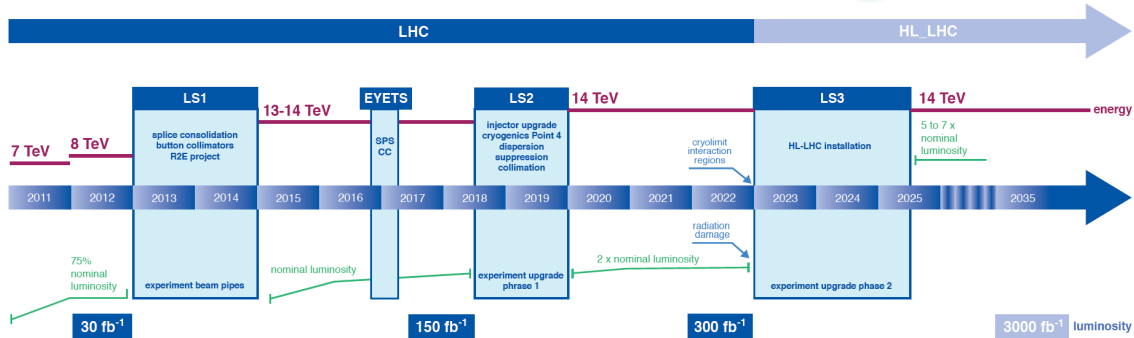 LHC
HL_LHC
LS1
EYETS
LS2
LS3
7 TeV
8 TeV
13-14 TeV
14 TeV
14 TeV
energy
splice consolidation
button collimators
R2E project
SPS
CC
injector upgrade
cryogenics Point 4
dispersion
suppression
collimation
cryolimit
interaction
regions
HL-LHC installation
5 to 7 x
nominal
luminosity
2011
2012
2013
2014
2015
2016
2017
2018
2019
2020
2021
2022
2023
2024
2025
2035
75%
nominal
luminosity
experiment beam pipes
nominal luminosity
experiment upgrade
phrase 1
2 x nominal luminosity
radiation
damage
experiment upgrade phase 2
30 fb-1
150 fb-1
300 fb-1
3000 fb-1
luminosity